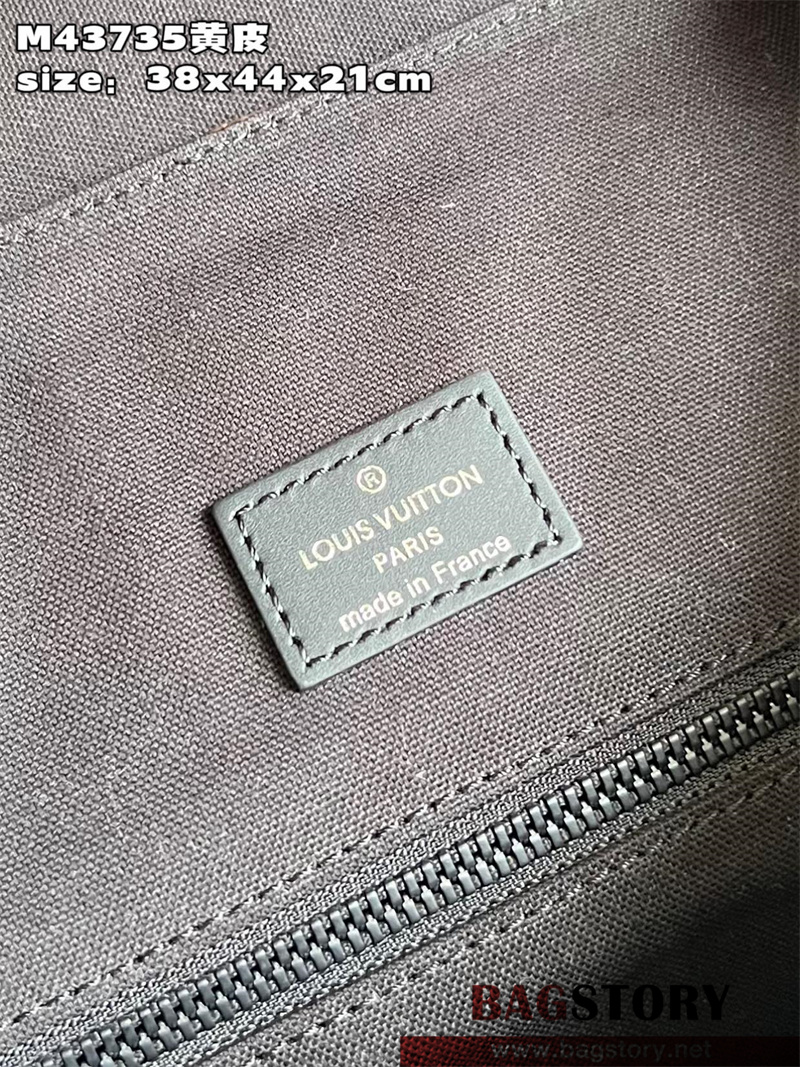 M43735黄皮
size：38x44x21cm
®
LOUIS VUITTON
PARIS
made in France
BAGSTORY
www.bagstory.net